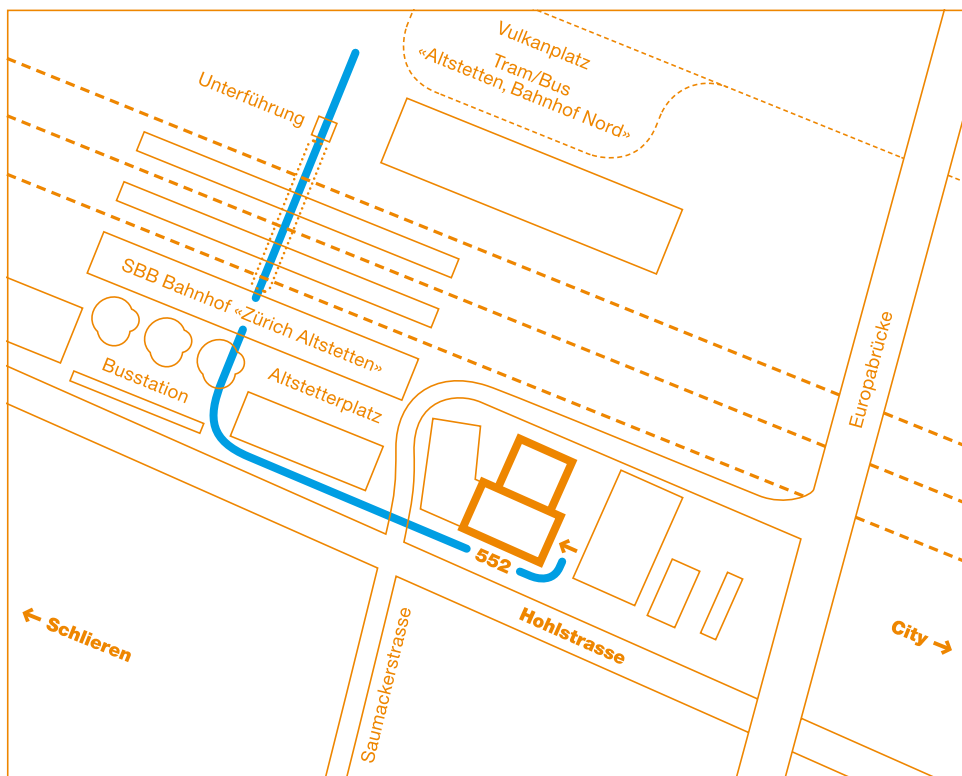 Vulkanplatz
Tram/Bus
«Altstetten, Bahnhof Nord»
Unterführung
SBB Bahnhof «Zürich Altstetten»
Busstation
Altstetterplatz
Europabrücke
552
Hohlstrasse
← Schlieren
City →
Saumackerstrasse